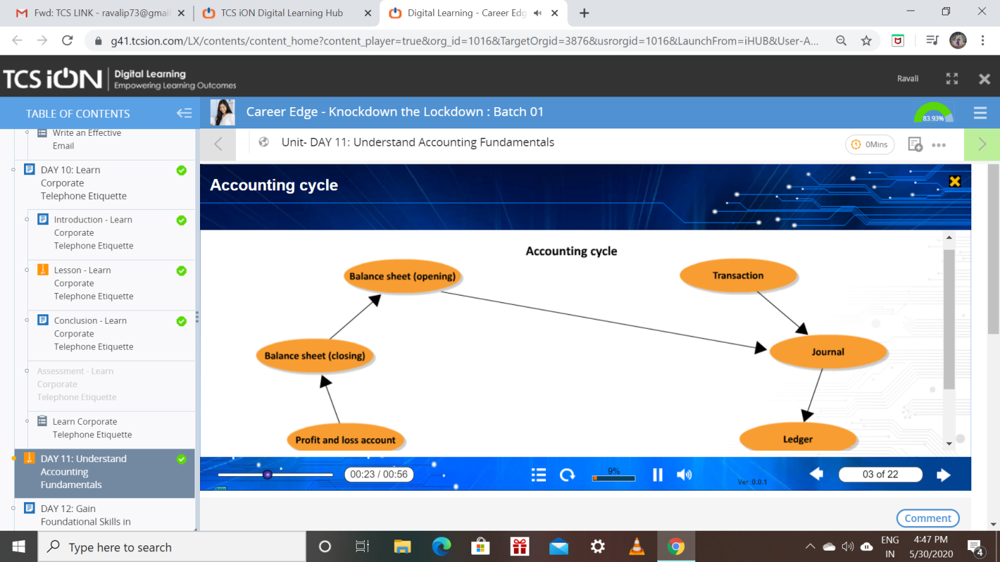 Fwd: TCS LINK - ravalip73@gmai
TCS iON Digital Learning Hub
Digital Learning - Career Edg
g41.tcsion.com/LX/contents/content_home?content_player=true&org_id=1016&TargetOrgid=3876&usrorgid=1016&LaunchFrom=iHUB&User-A...
TCS iON
Digital Learning
Empowering Learning Outcomes
Ravali
TABLE OF CONTENTS
Career Edge - Knockdown the Lockdown : Batch 01
83.93%
Write an Effective
Email
DAY 10: Learn
Corporate
Telephone Etiquette
Introduction - Learn
Corporate
Telephone Etiquette
Lesson - Learn
Corporate
Telephone Etiquette
Conclusion - Learn
Corporate
Telephone Etiquette
Assessment - Learn
Corporate
Telephone Etiquette
Learn Corporate
Telephone Etiquette
DAY 11: Understand
Accounting
Fundamentals
DAY 12: Gain
Foundational Skills in
Unit- DAY 11: Understand Accounting Fundamentals
0Mins
Accounting cycle
Accounting cycle
Balance sheet (opening)
Transaction
Balance sheet (closing)
Journal
Profit and loss account
Ledger
00:23 / 00:56
9%
Ver :0.0.1
03 of 22
Comment
Type here to search
ENG
IN
4:47 PM
5/30/2020
4